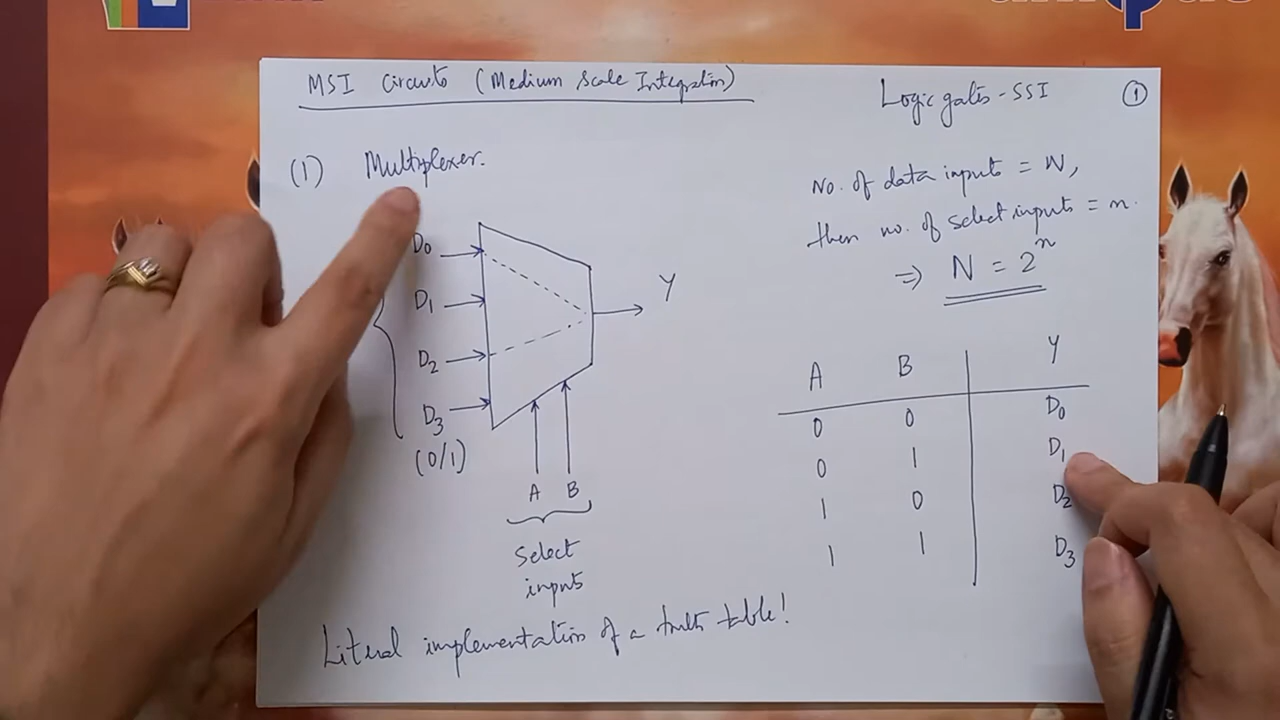 MSI Circuits (Medium Scale Integration)
Logic gates - SSI
1
(1) Multiplexer.
No. of data inputs = N,
then no. of select inputs = n.
⇒ N = 2^n
D0
D1
D2
D3
(0/1)
Y
A B
Select
inputs
A B Y
0 0 D0
0 1 D1
1 0 D2
1 1 D3
Literal implementation of a truth table!